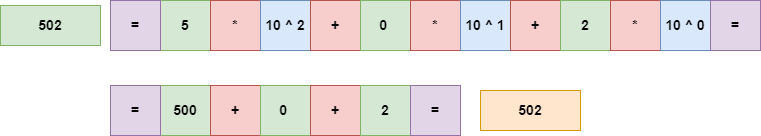 502 = 5 * 10 ^ 2 + 0 * 10 ^ 1 + 2 * 10 ^ 0 =
= 500 + 0 + 2 = 502